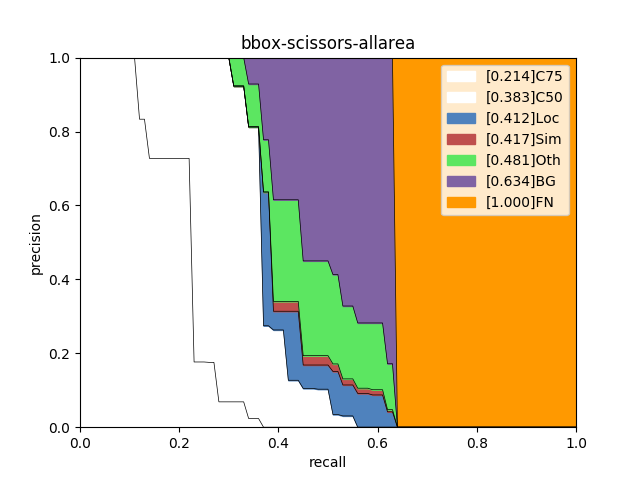 bbox-scissors-allarea
1.0
0.8
0.6
0.4
0.2
0.0
precision
[0.214]C75
[0.383]C50
[0.412]Loc
[0.417]Sim
[0.481]Oth
[0.634]BG
[1.000]FN
0.0 0.2 0.4 0.6 0.8 1.0
recall